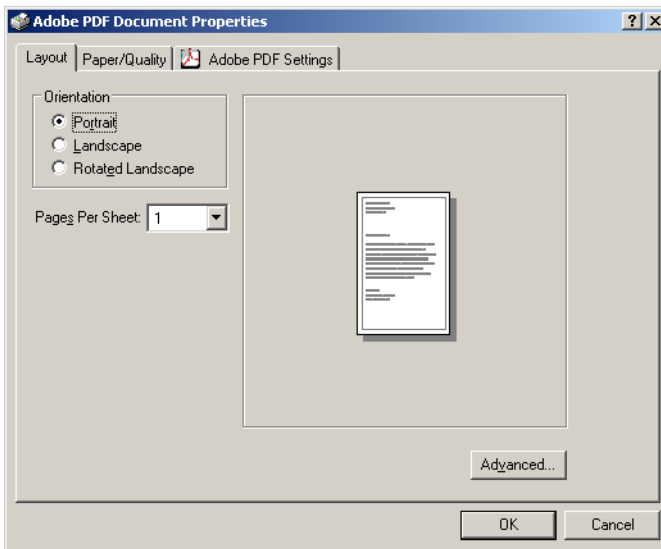 Adobe PDF Document Properties
Layout
Paper/Quality
Adobe PDF Settings
Orientation
Portrait
Landscape
Rotated Landscape
Pages Per Sheet: 1
Advanced...
OK
Cancel